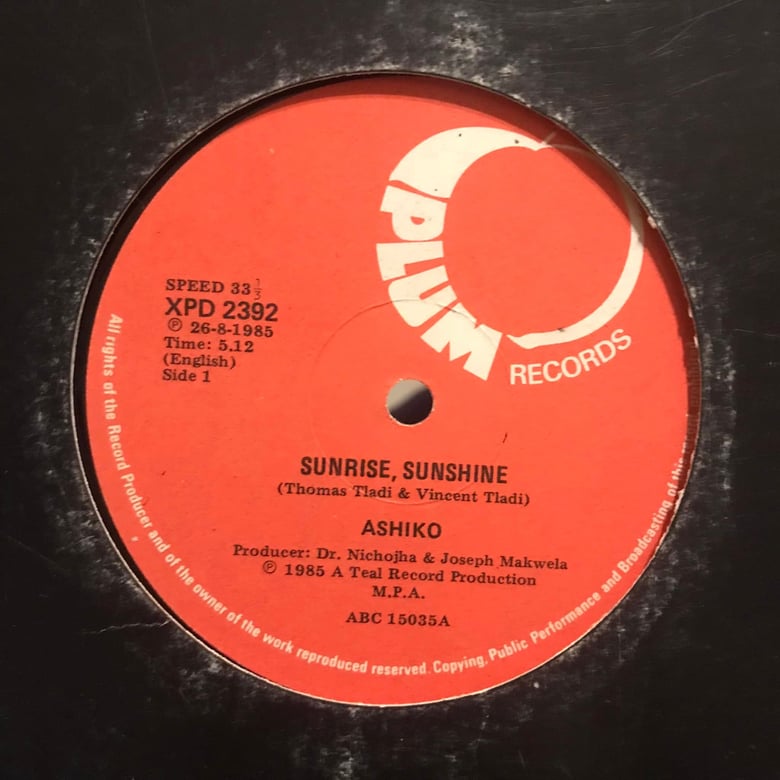 PLUM
RECORDS
SPEED 33 1/3
XPD 2392
℗ 26-8-1985
Time: 5.12
(English)
Side 1
SUNRISE, SUNSHINE
(Thomas Tladi & Vincent Tladi)
ASHIKO
Producer: Dr. Nichojha & Joseph Makwela
℗ 1985 A Teal Record Production
M.P.A.
ABC 15035A
All rights of the Record Producer and of the owner of the work reproduced reserved. Copying, Public Performance and Broadcasting of this